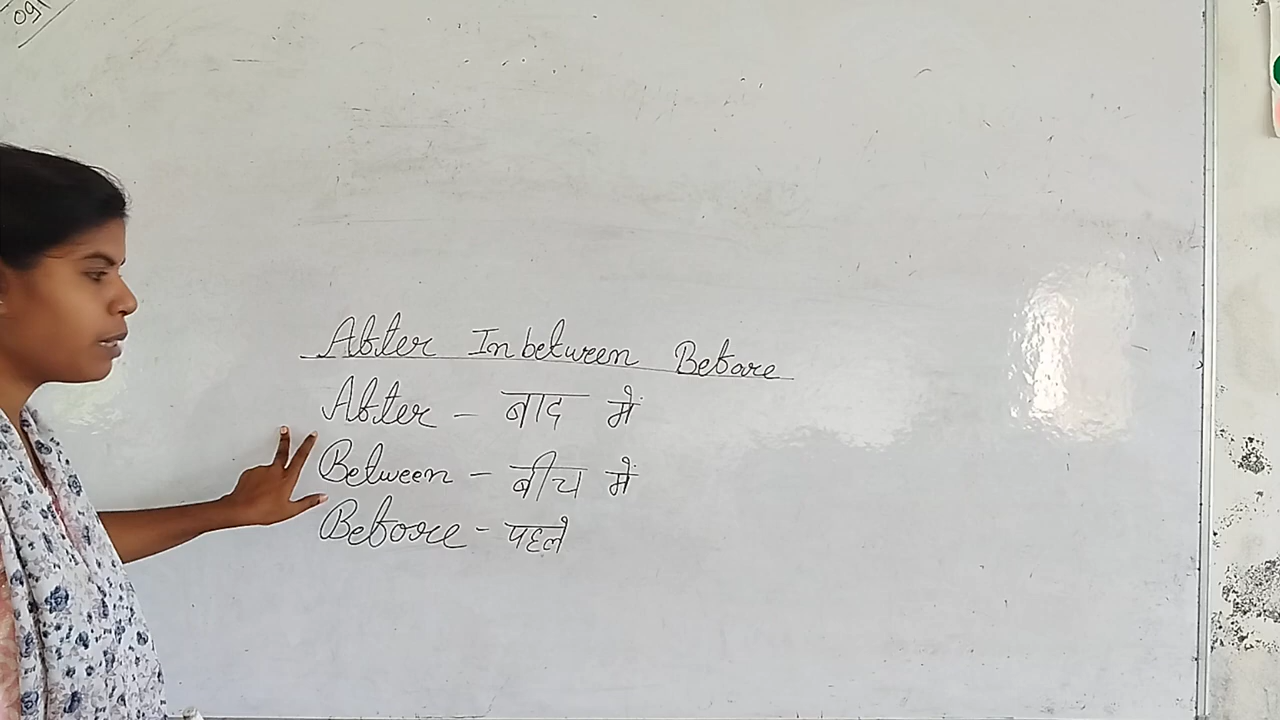 After Inbetween Before
After - बाद में
Between - बीच में
Before - पहले